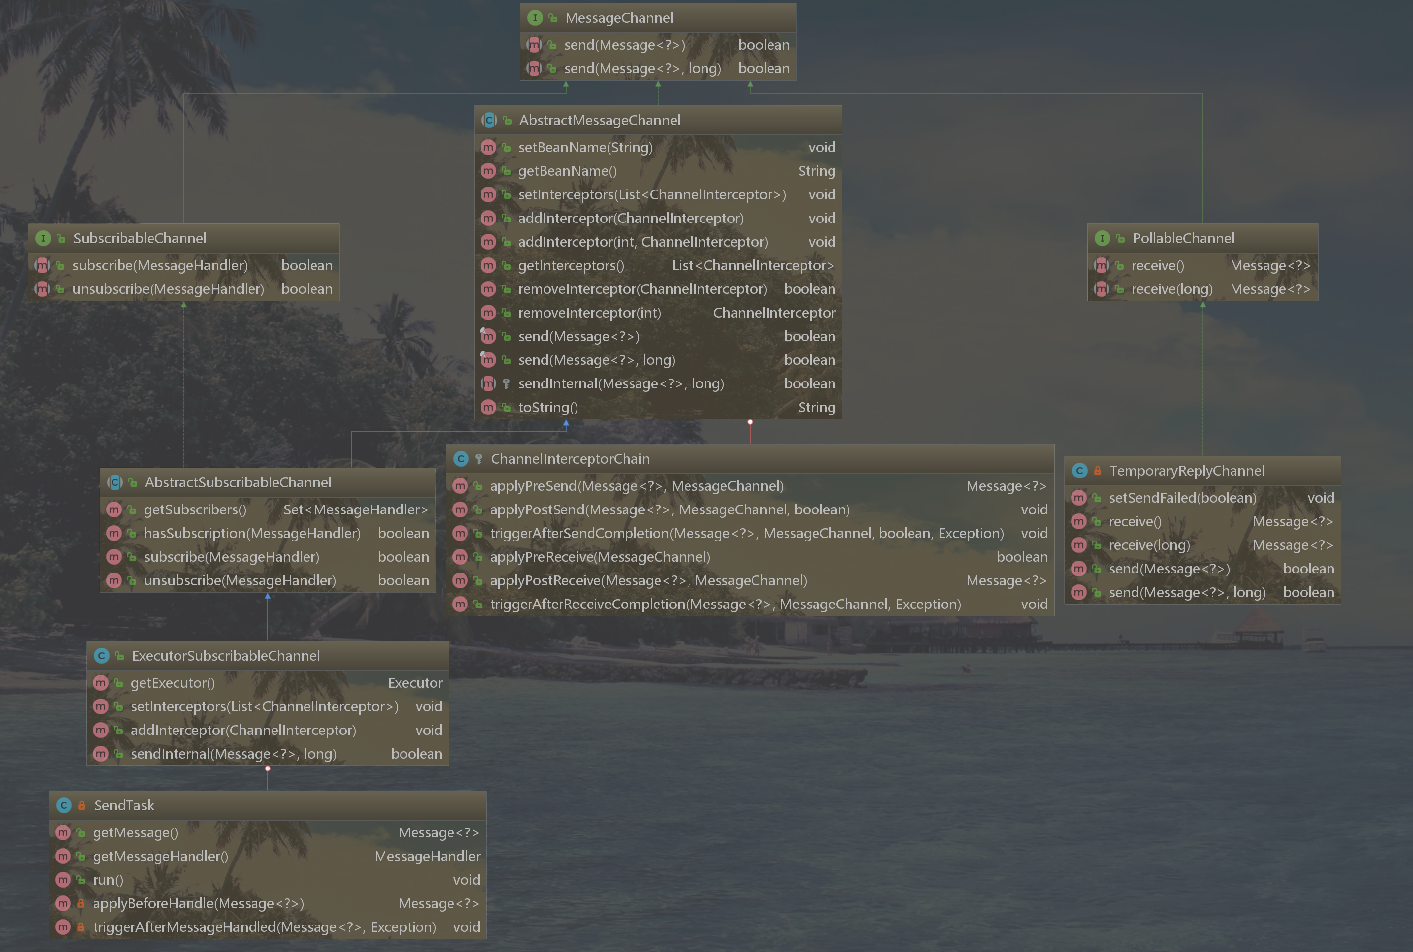 MessageChannel
send(Message<?>) boolean
send(Message<?>, long) boolean
AbstractMessageChannel
setBeanName(String) void
getBeanName() String
setInterceptors(List<ChannelInterceptor>) void
addInterceptor(ChannelInterceptor) void
addInterceptor(int, ChannelInterceptor) void
getInterceptors() List<ChannelInterceptor>
removeInterceptor(ChannelInterceptor) boolean
removeInterceptor(int) ChannelInterceptor
send(Message<?>) boolean
send(Message<?>, long) boolean
sendInternal(Message<?>, long) boolean
toString() String
SubscribableChannel
subscribe(MessageHandler) boolean
unsubscribe(MessageHandler) boolean
PollableChannel
receive() Message<?>
receive(long) Message<?>
AbstractSubscribableChannel
getSubscribers() Set<MessageHandler>
hasSubscription(MessageHandler) boolean
subscribe(MessageHandler) boolean
unsubscribe(MessageHandler) boolean
ChannelInterceptorChain
applyPreSend(Message<?>, MessageChannel) Message<?>
applyPostSend(Message<?>, MessageChannel, boolean) void
triggerAfterSendCompletion(Message<?>, MessageChannel, boolean, Exception) void
applyPreReceive(MessageChannel) boolean
applyPostReceive(Message<?>, MessageChannel) Message<?>
triggerAfterReceiveCompletion(Message<?>, MessageChannel, Exception) void
TemporaryReplyChannel
setSendFailed(boolean) void
receive() Message<?>
receive(long) Message<?>
send(Message<?>) boolean
send(Message<?>, long) boolean
ExecutorSubscribableChannel
getExecutor() Executor
setInterceptors(List<ChannelInterceptor>) void
addInterceptor(ChannelInterceptor) void
sendInternal(Message<?>, long) boolean
SendTask
getMessage() Message<?>
getMessageHandler() MessageHandler
run() void
applyBeforeHandle(Message<?>) Message<?>
triggerAfterMessageHandled(Message<?>, Exception) void